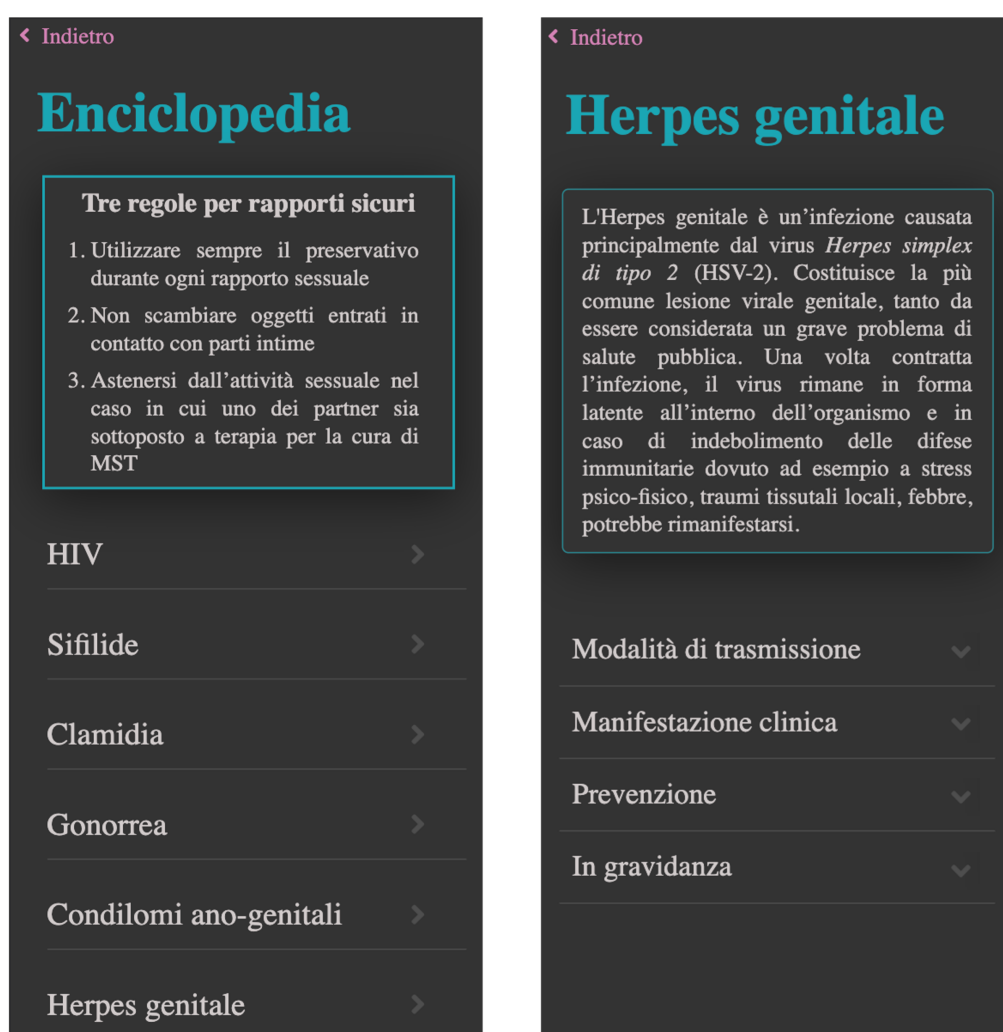 Indietro
Enciclopedia
Tre regole per rapporti sicuri
1. Utilizzare sempre il preservativo
durante ogni rapporto sessuale
2. Non scambiare oggetti entrati in
contatto con parti intime
3. Astenersi dall'attività sessuale nel
caso in cui uno dei partner sia
sottoposto a terapia per la cura di
MST
HIV
Sifilide
Clamidia
Gonorrea
Condilomi ano-genitali
Herpes genitale
Indietro
Herpes genitale
L'Herpes genitale è un’infezione causata
principalmente dal virus Herpes simplex
di tipo 2 (HSV-2). Costituisce la più
comune lesione virale genitale, tanto da
essere considerata un grave problema di
salute pubblica. Una volta contratta
l’infezione, il virus rimane in forma
latente all’interno dell’organismo e in
caso di indebolimento delle difese
immunitarie dovuto ad esempio a stress
psico-fisico, traumi tissutali locali, febbre,
potrebbe rimanifestarsi.
Modalità di trasmissione
Manifestazione clinica
Prevenzione
In gravidanza